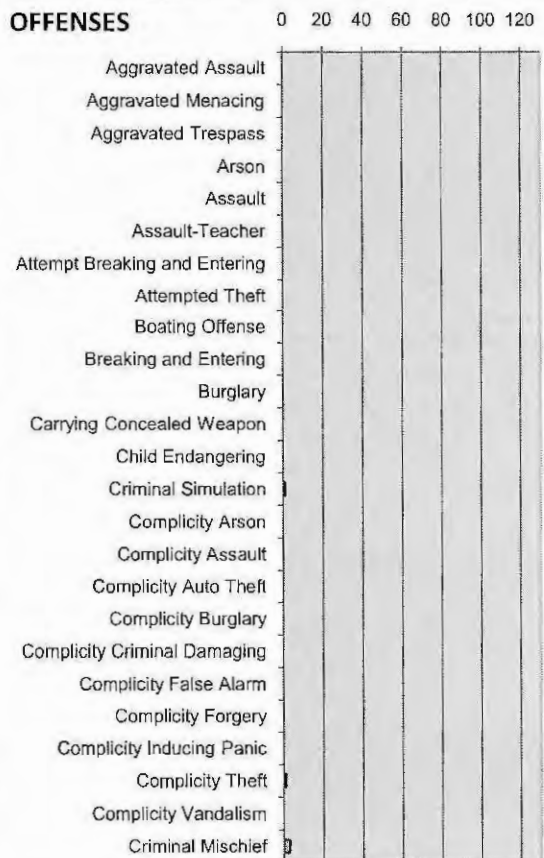 OFFENSES 0 20 40 60 80 100 120
Aggravated Assault
Aggravated Menacing
Aggravated Trespass
Arson
Assault
Assault-Teacher
Attempt Breaking and Entering
Attempted Theft
Boating Offense
Breaking and Entering
Burglary
Carrying Concealed Weapon
Child Endangering
Criminal Simulation
Complicity Arson
Complicity Assault
Complicity Auto Theft
Complicity Burglary
Complicity Criminal Damaging
Complicity False Alarm
Complicity Forgery
Complicity Inducing Panic
Complicity Theft
Complicity Vandalism
Criminal Mischief